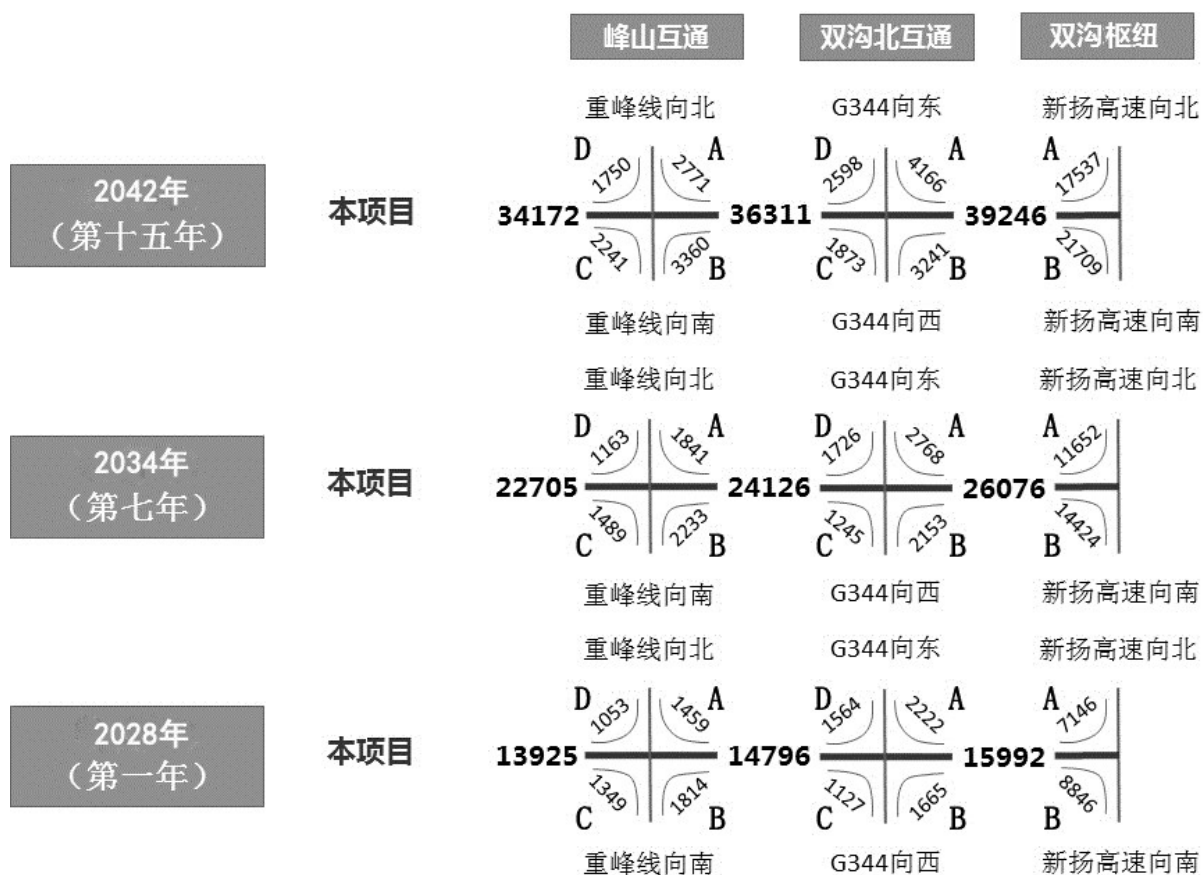 峰山互通 双沟北互通 双沟枢纽
重峰线向北 G344向东 新扬高速向北
D A D A A
1750 2771 2598 4166 17537
2042年
（第十五年）
本项目 34172 36311 39246
2241 3360 1873 3241 21709
C B C B B
重峰线向南 G344向西 新扬高速向南
重峰线向北 G344向东 新扬高速向北
D A D A A
1163 1841 1726 2768 11652
2034年
（第七年）
本项目 22705 24126 26076
1489 2233 1245 2153 14424
C B C B B
重峰线向南 G344向西 新扬高速向南
重峰线向北 G344向东 新扬高速向北
D A D A A
1053 1459 1564 2222 7146
2028年
（第一年）
本项目 13925 14796 15992
1349 1814 1127 1665 8846
C B C B B
重峰线向南 G344向西 新扬高速向南